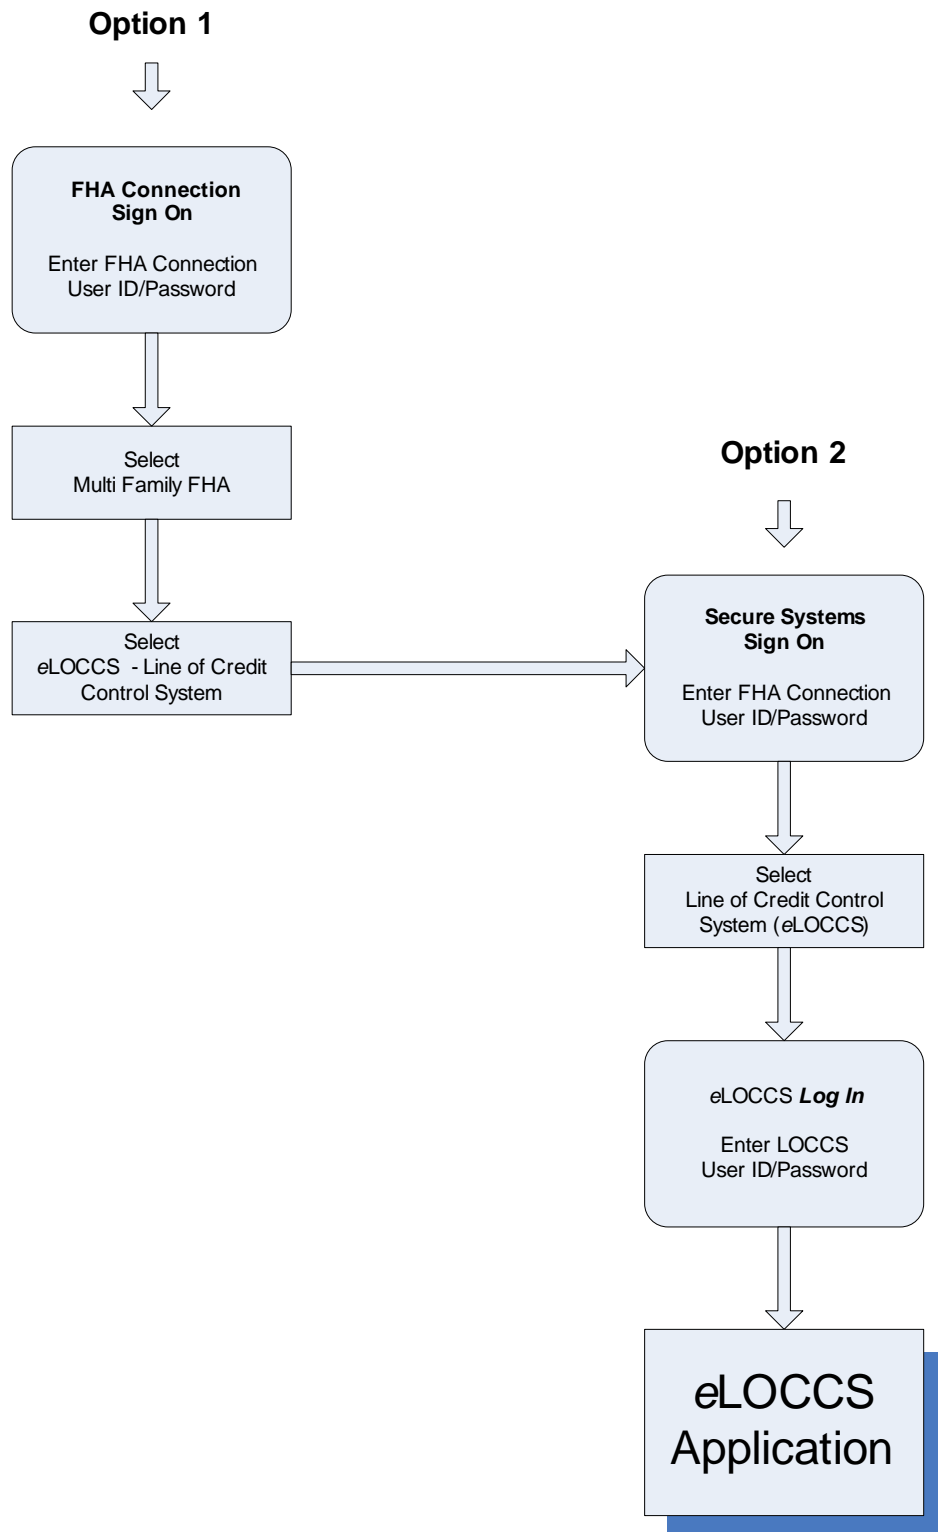 Option 1
FHA Connection
Sign On
Enter FHA Connection
User ID/Password
Select
Multi Family FHA
Select
eLOCCS - Line of Credit
Control System
Option 2
Secure Systems
Sign On
Enter FHA Connection
User ID/Password
Select
Line of Credit Control
System (eLOCCS)
eLOCCS Log In
Enter LOCCS
User ID/Password
eLOCCS
Application